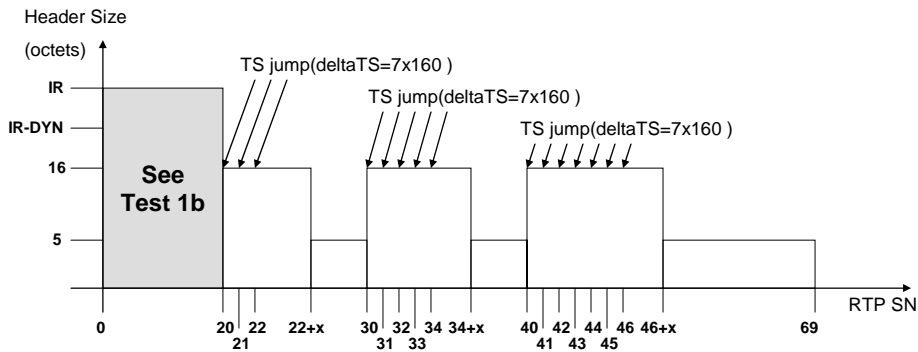 Header Size
(octets)
TS jump(deltaTS=7x160 )
TS jump(deltaTS=7x160 )
TS jump(deltaTS=7x160 )
IR
IR-DYN
16
5
See
Test 1b
RTP SN
0 20 22 22+x 30 32 34 34+x 40 42 44 46 46+x 69
21 31 33 41 43 45